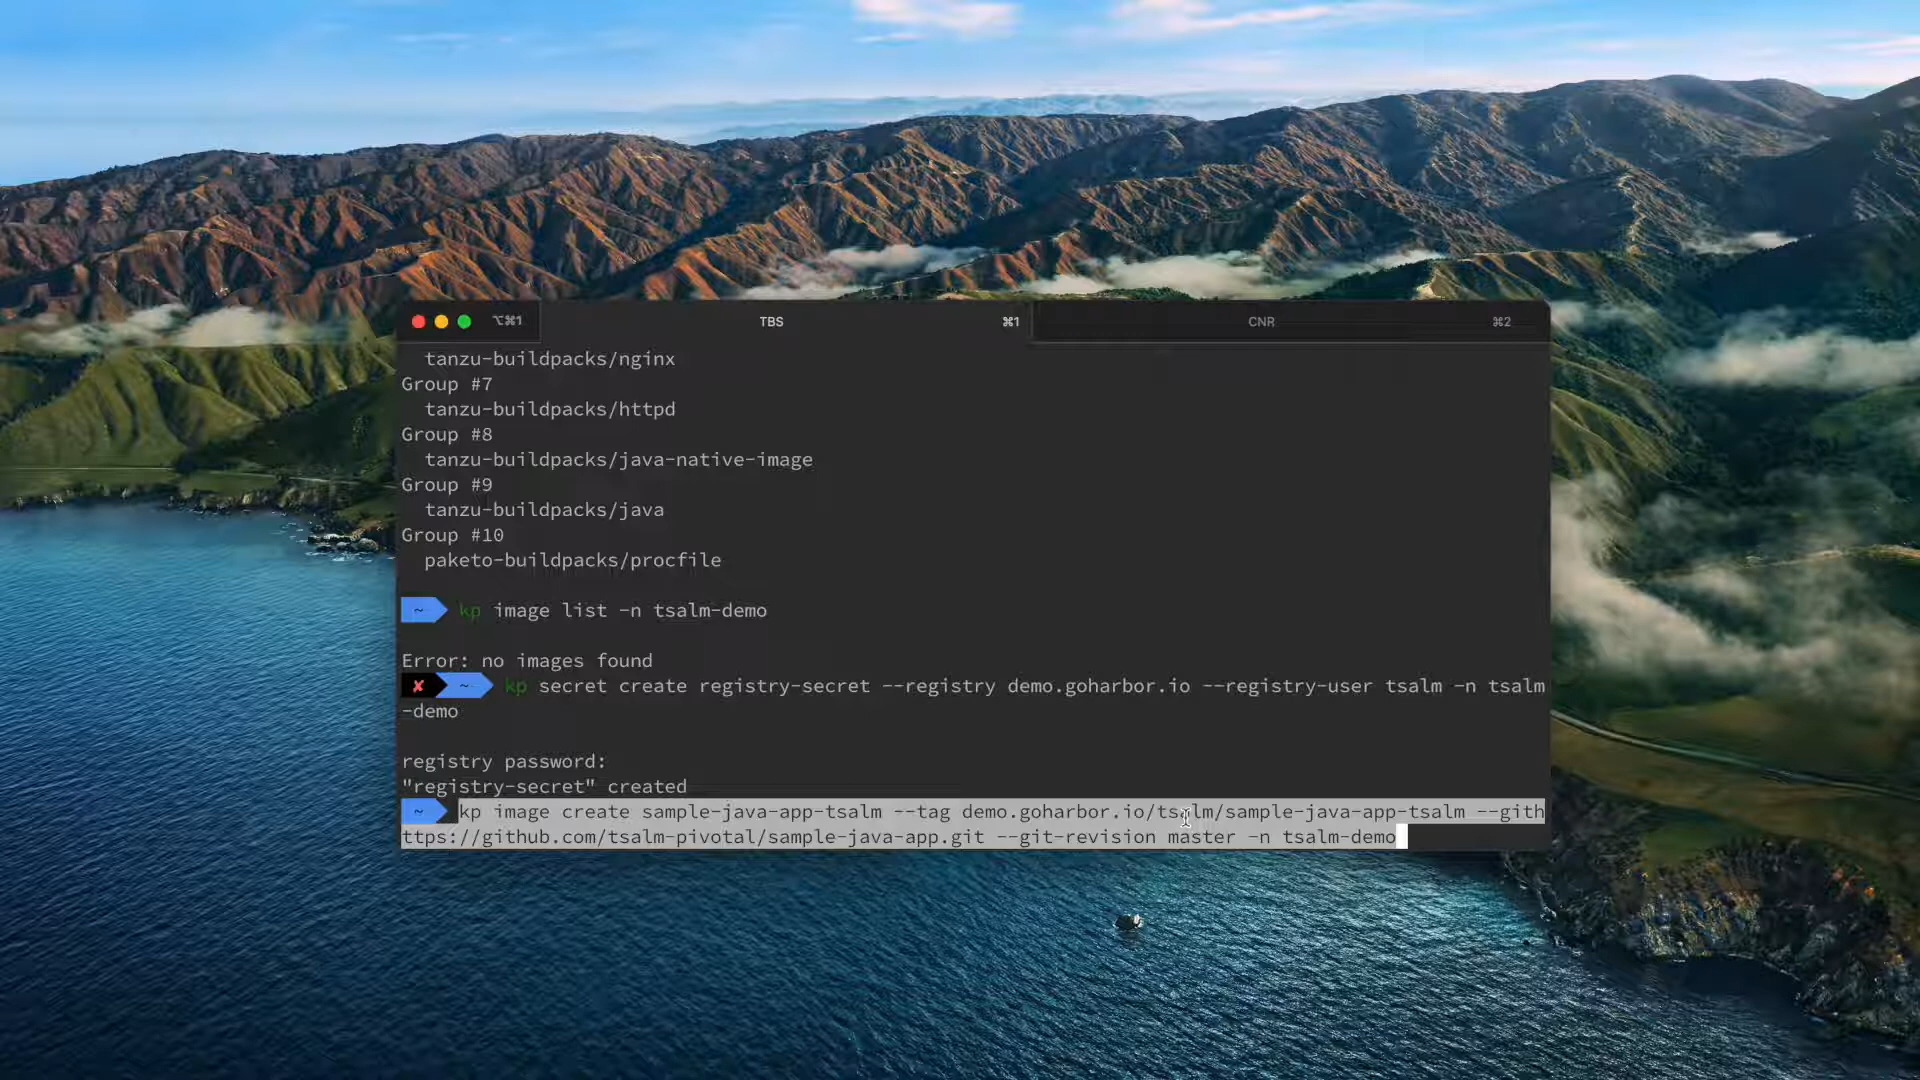 ⌥⌘1 TBS ⌘1 CNR ⌘2
tanzu-buildpacks/nginx
Group #7
tanzu-buildpacks/httpd
Group #8
tanzu-buildpacks/java-native-image
Group #9
tanzu-buildpacks/java
Group #10
paketo-buildpacks/procfile
~ kp image list -n tsalm-demo
Error: no images found
✘ ~ kp secret create registry-secret --registry demo.goharbor.io --registry-user tsalm -n tsalm
-demo
registry password:
"registry-secret" created
~ kp image create sample-java-app-tsalm --tag demo.goharbor.io/tsalm/sample-java-app-tsalm --git h
ttps://github.com/tsalm-pivotal/sample-java-app.git --git-revision master -n tsalm-demo